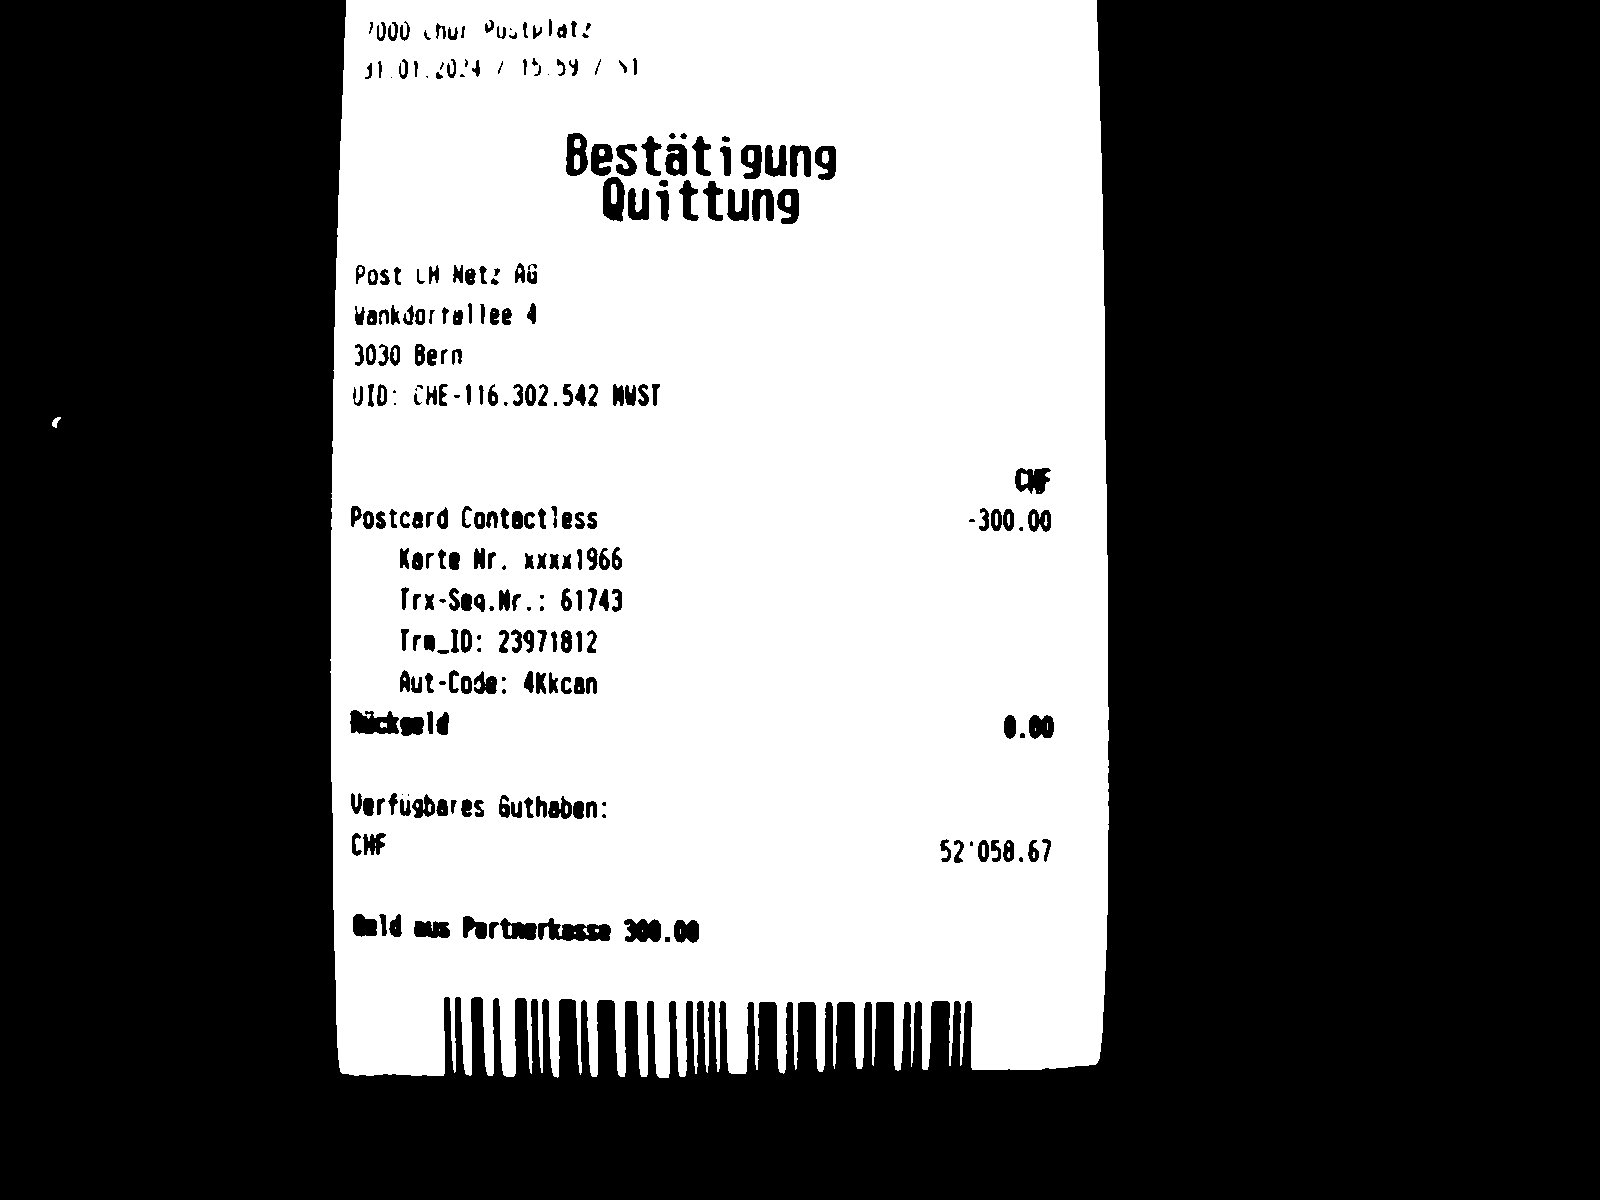 7000 Chur Postplatz
31.01.2024 / 15:59 / S1
Bestätigung
Quittung
Post CH Netz AG
Wankdorfallee 4
3030 Bern
UID: CHE-116.302.542 MWST
CHF
Postcard Contactless -300.00
Karte Nr. xxxx1966
Trx-Seq.Nr.: 61743
Trm_ID: 23971812
Aut-Code: 4Kkcan
Rückgeld 0.00
Verfügbares Guthaben:
CHF 52'058.67
Geld aus Partnerkasse 300.00